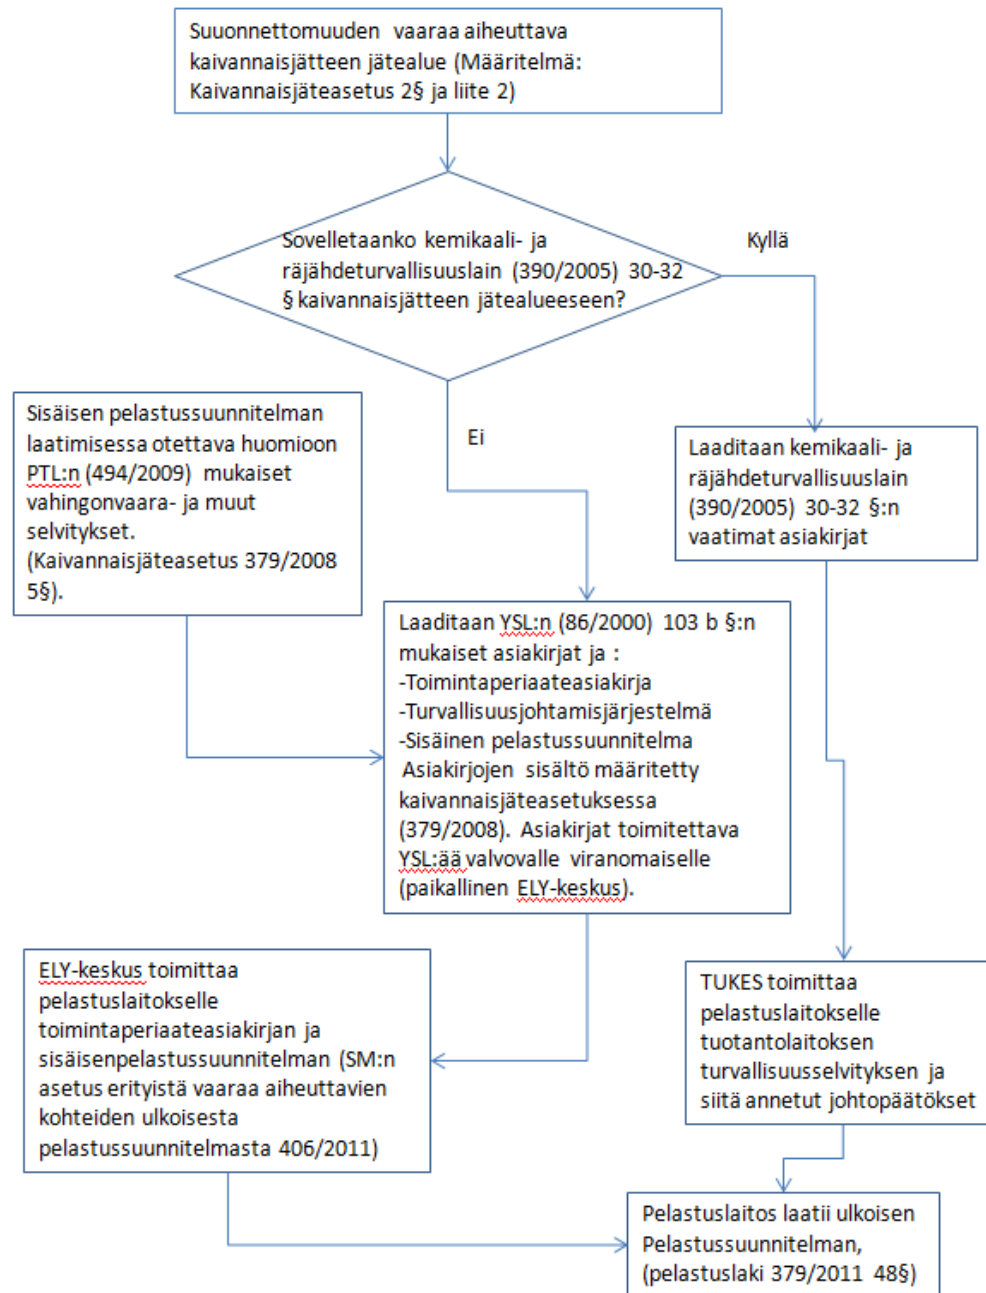 Suuonnettomuuden vaaraa aiheuttava
kaivannaisjätteen jätealue (Määritelmä:
Kaivannaisjäteasetus 2§ ja liite 2)
Sovelletaanko kemikaali- ja
räjähdeturvallisuuslain (390/2005) 30-32
§ kaivannaisjätteen jätealueeseen?
Kyllä
Ei
Sisäisen pelastussuunnitelman
laatimisessa otettava huomioon
PTL:n (494/2009) mukaiset
vahingonvaara- ja muut
selvitykset.
(Kaivannaisjäteasetus 379/2008
5§).
Laaditaan kemikaali- ja
räjähdeturvallisuuslain
(390/2005) 30-32 §:n
vaatimat asiakirjat
Laaditaan YSL:n (86/2000) 103 b §:n
mukaiset asiakirjat ja :
-Toimintaperiaateasiakirja
-Turvallisuusjohtamisjärjestelmä
-Sisäinen pelastussuunnitelma
Asiakirjojen sisältö määritetty
kaivannaisjäteasetuksessa
(379/2008). Asiakirjat toimitettava
YSL:ää valvovalle viranomaiselle
(paikallinen ELY-keskus).
ELY-keskus toimittaa
pelastuslaitokselle
toimintaperiaateasiakirjan ja
sisäisenpelastussuunnitelman (SM:n
asetus erityistä vaaraa aiheuttavien
kohteiden ulkoisesta
pelastussuunnitelmasta 406/2011)
TUKES toimittaa
pelastuslaitokselle
tuotantolaitoksen
turvallisuusselvityksen ja
siitä annetut johtopäätökset
Pelastuslaitos laatii ulkoisen
Pelastussuunnitelman,
(pelastuslaki 379/2011 48§)